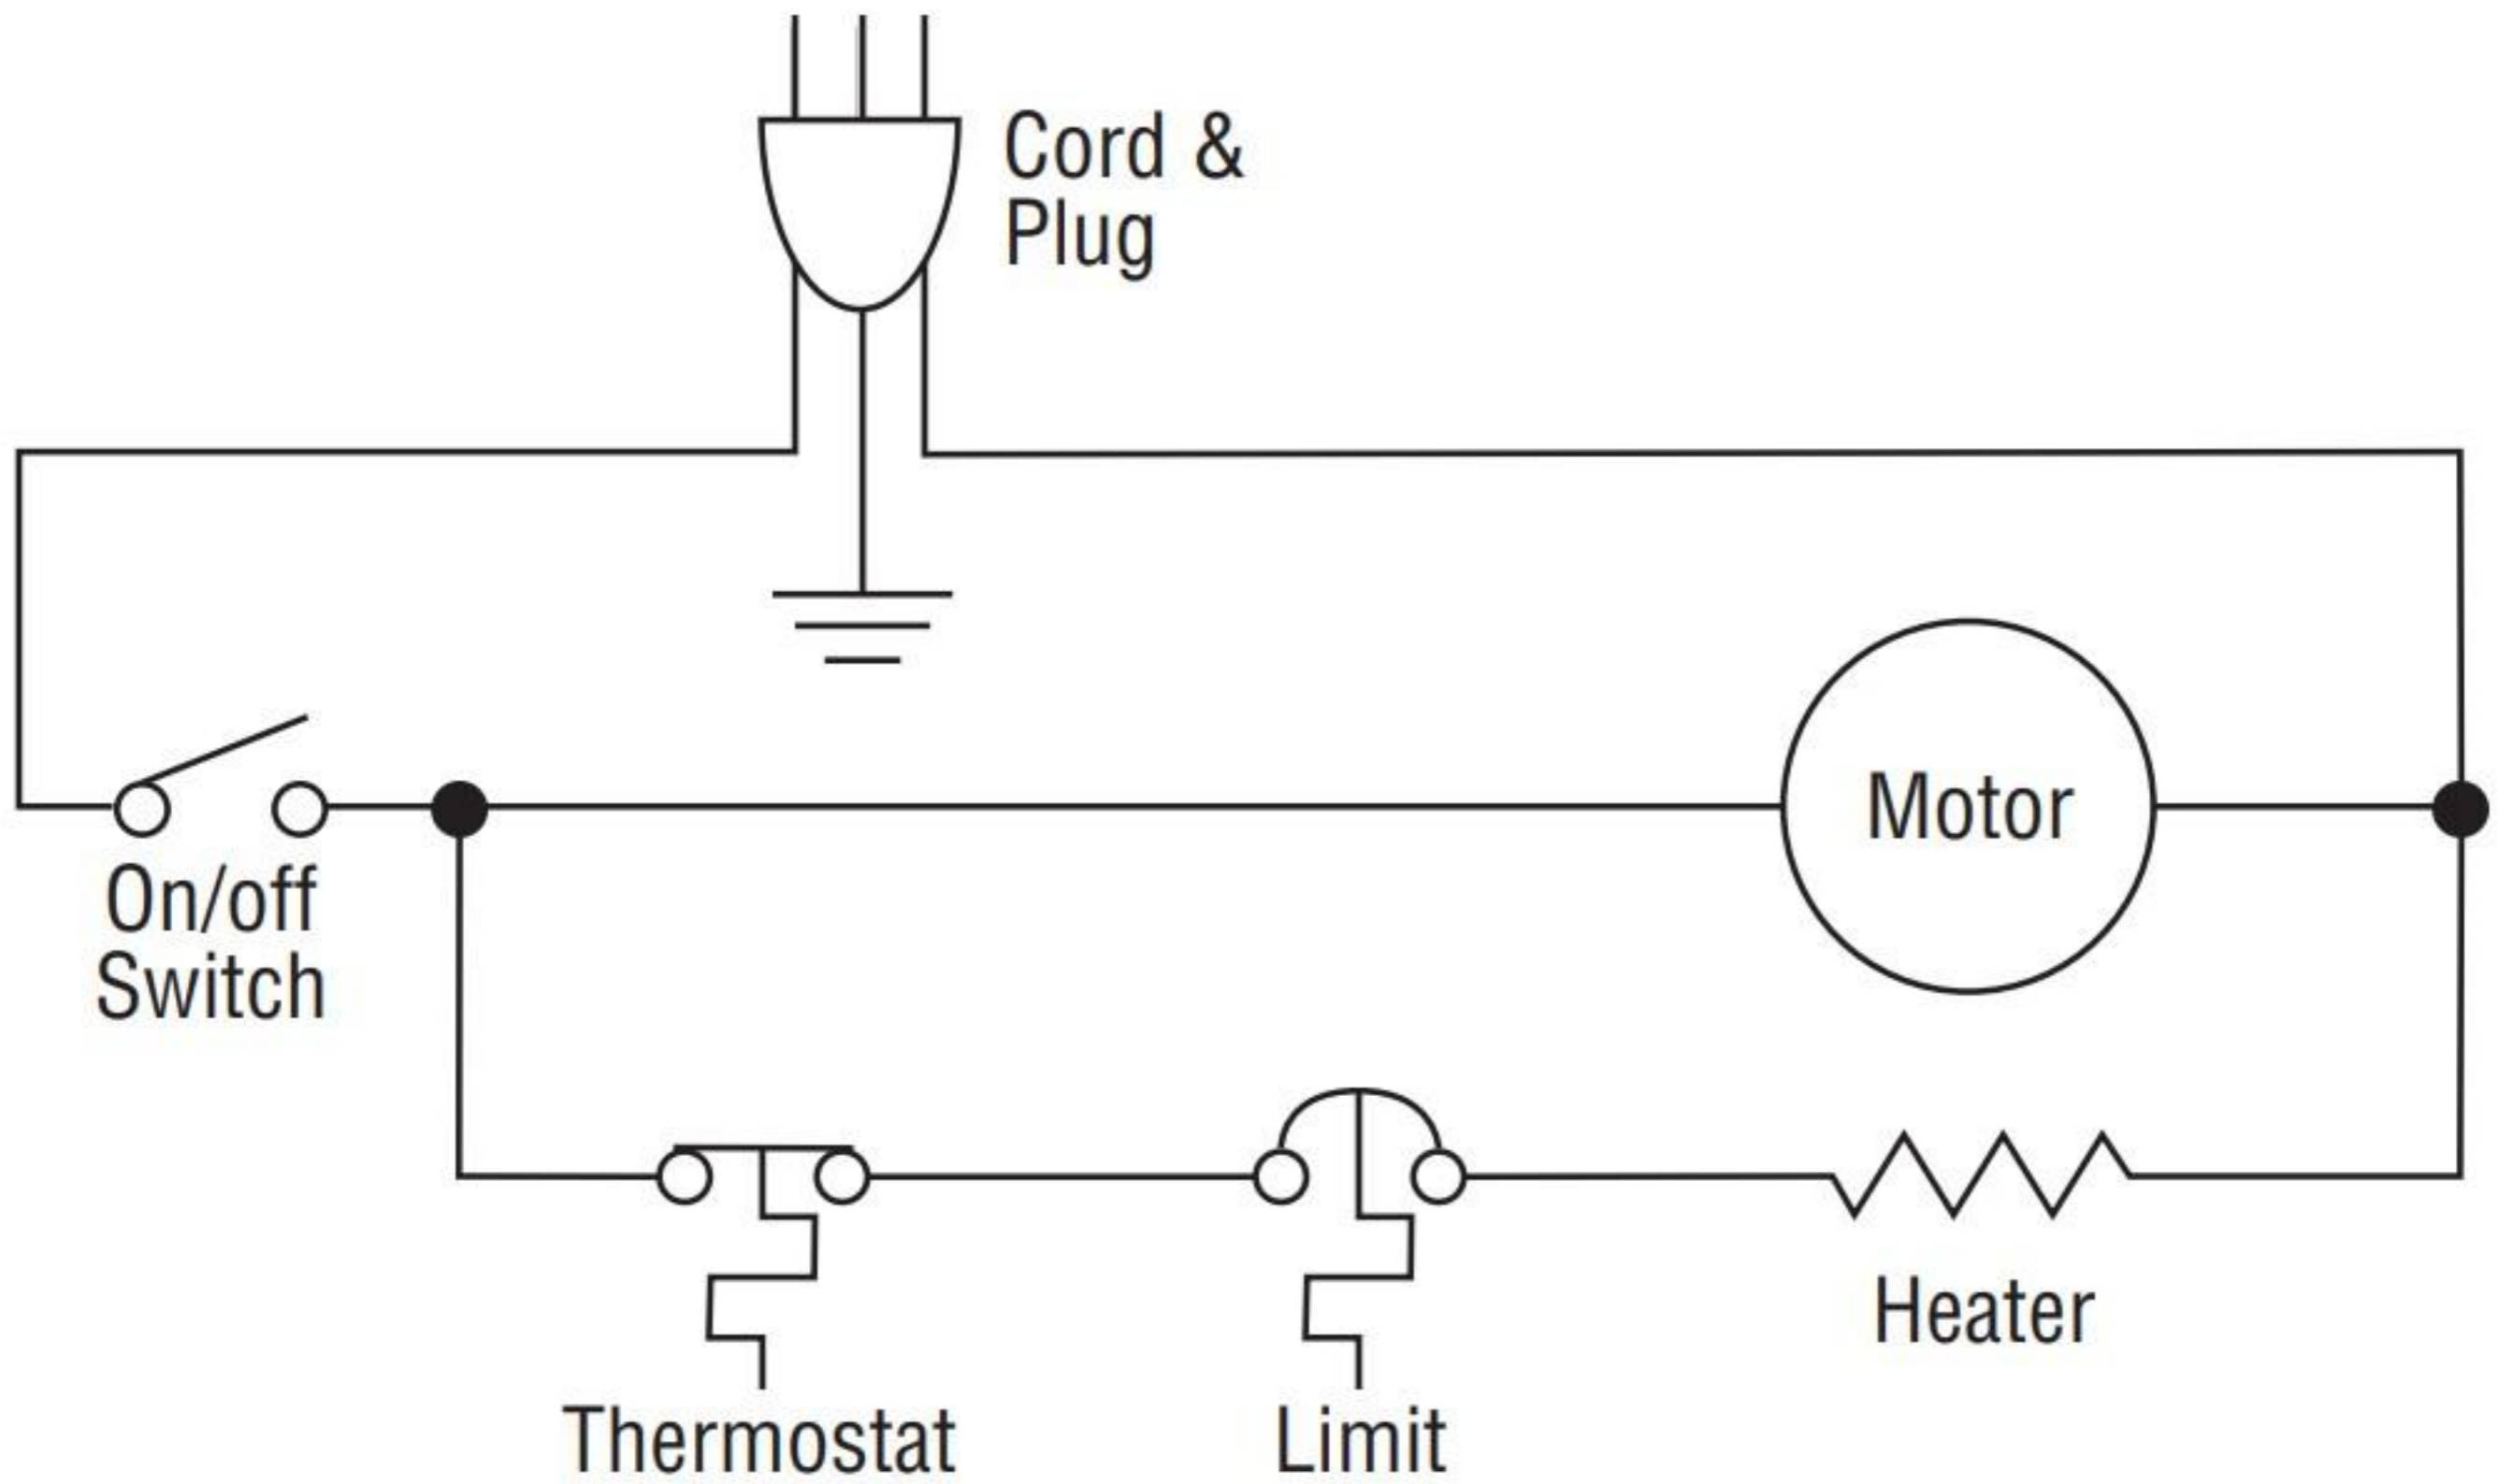 Cord &
Plug
Motor
On/off
Switch
Heater
Thermostat
Limit